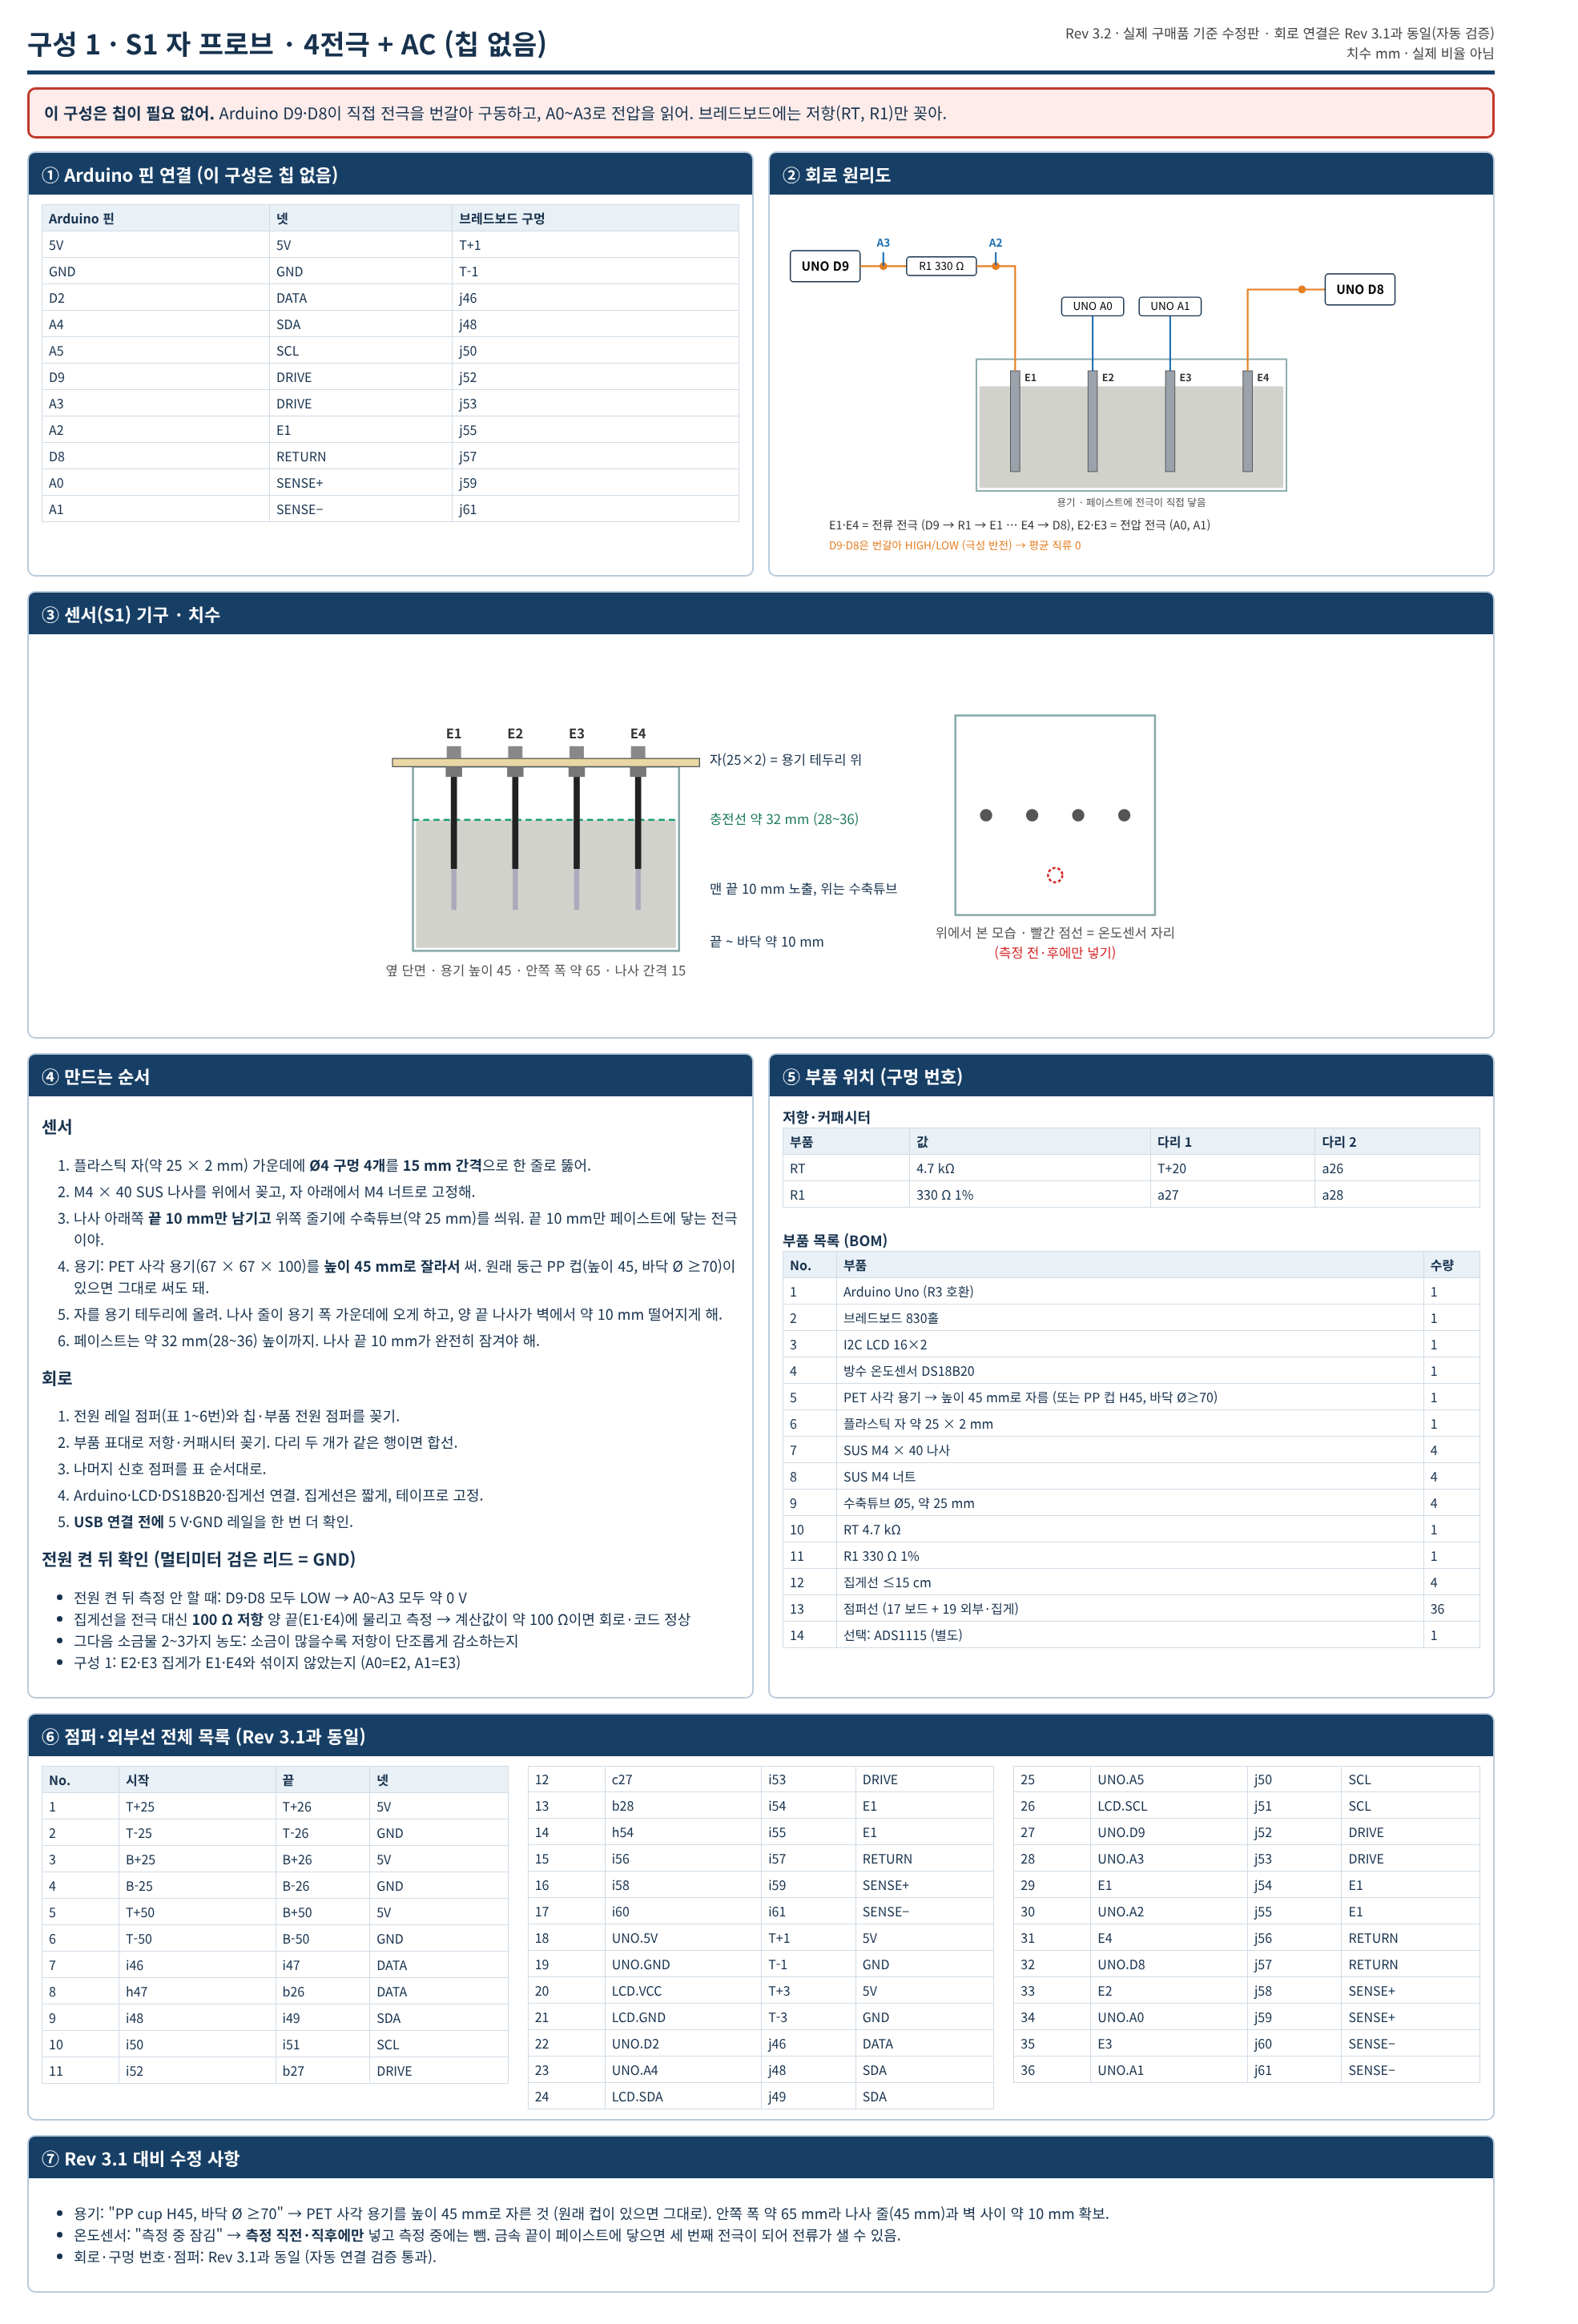 구성 1 · S1 자 프로브 · 4전극 + AC (칩 없음)
Rev 3.2 · 실제 구매품 기준 수정판 · 회로 연결은 Rev 3.1과 동일(자동 검증)
치수 mm · 실제 비율 아님
이 구성은 칩이 필요 없어. Arduino D9·D8이 직접 전극을 번갈아 구동하고, A0~A3로 전압을 읽어. 브레드보드에는 저항(RT, R1)만 꽂아.
① Arduino 핀 연결 (이 구성은 칩 없음)
Arduino 핀 넷 브레드보드 구멍
5V 5V T+1
GND GND T-1
D2 DATA j46
A4 SDA j48
A5 SCL j50
D9 DRIVE j52
A3 DRIVE j53
A2 E1 j55
D8 RETURN j57
A0 SENSE+ j59
A1 SENSE− j61
② 회로 원리도
A3 A2
UNO D9 R1 330 Ω
UNO D8
UNO A0 UNO A1
E1 E2 E3 E4
용기 · 페이스트에 전극이 직접 닿음
E1·E4 = 전류 전극 (D9 → R1 → E1 ⋯ E4 → D8), E2·E3 = 전압 전극 (A0, A1)
D9·D8은 번갈아 HIGH/LOW (극성 반전) → 평균 직류 0
③ 센서(S1) 기구 · 치수
E1 E2 E3 E4
자(25×2) = 용기 테두리 위
충전선 약 32 mm (28~36)
맨 끝 10 mm 노출, 위는 수축튜브
끝 ~ 바닥 약 10 mm
옆 단면 · 용기 높이 45 · 안쪽 폭 약 65 · 나사 간격 15
위에서 본 모습 · 빨간 점선 = 온도센서 자리
(측정 전·후에만 넣기)
④ 만드는 순서
센서
1. 플라스틱 자(약 25 × 2 mm) 가운데에 Ø4 구멍 4개를 15 mm 간격으로 한 줄로 뚫어.
2. M4 × 40 SUS 나사를 위에서 꽂고, 자 아래에서 M4 너트로 고정해.
3. 나사 아래쪽 끝 10 mm만 남기고 위쪽 줄기에 수축튜브(약 25 mm)를 씌워. 끝 10 mm만 페이스트에 닿는 전극
이야.
4. 용기: PET 사각 용기(67 × 67 × 100)를 높이 45 mm로 잘라서 써. 원래 둥근 PP 컵(높이 45, 바닥 Ø ≥70)이
있으면 그대로 써도 돼.
5. 자를 용기 테두리에 올려. 나사 줄이 용기 폭 가운데에 오게 하고, 양 끝 나사가 벽에서 약 10 mm 떨어지게 해.
6. 페이스트는 약 32 mm(28~36) 높이까지. 나사 끝 10 mm가 완전히 잠겨야 해.
회로
1. 전원 레일 점퍼(표 1~6번)와 칩·부품 전원 점퍼를 꽂기.
2. 부품 표대로 저항·커패시터 꽂기. 다리 두 개가 같은 행이면 합선.
3. 나머지 신호 점퍼를 표 순서대로.
4. Arduino·LCD·DS18B20·집게선 연결. 집게선은 짧게, 테이프로 고정.
5. USB 연결 전에 5 V·GND 레일을 한 번 더 확인.
전원 켠 뒤 확인 (멀티미터 검은 리드 = GND)
• 전원 켠 뒤 측정 안 할 때: D9·D8 모두 LOW → A0~A3 모두 약 0 V
• 집게선을 전극 대신 100 Ω 저항 양 끝(E1·E4)에 물리고 측정 → 계산값이 약 100 Ω이면 회로·코드 정상
• 그다음 소금물 2~3가지 농도: 소금이 많을수록 저항이 단조롭게 감소하는지
• 구성 1: E2·E3 집게가 E1·E4와 섞이지 않았는지 (A0=E2, A1=E3)
⑤ 부품 위치 (구멍 번호)
저항·커패시터
부품 값 다리 1 다리 2
RT 4.7 kΩ T+20 a26
R1 330 Ω 1% a27 a28
부품 목록 (BOM)
No. 부품 수량
1 Arduino Uno (R3 호환) 1
2 브레드보드 830홀 1
3 I2C LCD 16×2 1
4 방수 온도센서 DS18B20 1
5 PET 사각 용기 → 높이 45 mm로 자름 (또는 PP 컵 H45, 바닥 Ø≥70) 1
6 플라스틱 자 약 25 × 2 mm 1
7 SUS M4 × 40 나사 4
8 SUS M4 너트 4
9 수축튜브 Ø5, 약 25 mm 4
10 RT 4.7 kΩ 1
11 R1 330 Ω 1% 1
12 집게선 ≤15 cm 4
13 점퍼선 (17 보드 + 19 외부·집게) 36
14 선택: ADS1115 (별도) 1
⑥ 점퍼·외부선 전체 목록 (Rev 3.1과 동일)
No. 시작 끝 넷
1 T+25 T+26 5V
2 T-25 T-26 GND
3 B+25 B+26 5V
4 B-25 B-26 GND
5 T+50 B+50 5V
6 T-50 B-50 GND
7 i46 i47 DATA
8 h47 b26 DATA
9 i48 i49 SDA
10 i50 i51 SCL
11 i52 b27 DRIVE
12 c27 i53 DRIVE
13 b28 i54 E1
14 h54 i55 E1
15 i56 i57 RETURN
16 i58 i59 SENSE+
17 i60 i61 SENSE−
18 UNO.5V T+1 5V
19 UNO.GND T-1 GND
20 LCD.VCC T+3 5V
21 LCD.GND T-3 GND
22 UNO.D2 j46 DATA
23 UNO.A4 j48 SDA
24 LCD.SDA j49 SDA
25 UNO.A5 j50 SCL
26 LCD.SCL j51 SCL
27 UNO.D9 j52 DRIVE
28 UNO.A3 j53 DRIVE
29 E1 j54 E1
30 UNO.A2 j55 E1
31 E4 j56 RETURN
32 UNO.D8 j57 RETURN
33 E2 j58 SENSE+
34 UNO.A0 j59 SENSE+
35 E3 j60 SENSE−
36 UNO.A1 j61 SENSE−
⑦ Rev 3.1 대비 수정 사항
• 용기: "PP cup H45, 바닥 Ø ≥70" → PET 사각 용기를 높이 45 mm로 자른 것 (원래 컵이 있으면 그대로). 안쪽 폭 약 65 mm라 나사 줄(45 mm)과 벽 사이 약 10 mm 확보.
• 온도센서: "측정 중 잠김" → 측정 직전·직후에만 넣고 측정 중에는 뺌. 금속 끝이 페이스트에 닿으면 세 번째 전극이 되어 전류가 샐 수 있음.
• 회로·구멍 번호·점퍼: Rev 3.1과 동일 (자동 연결 검증 통과).